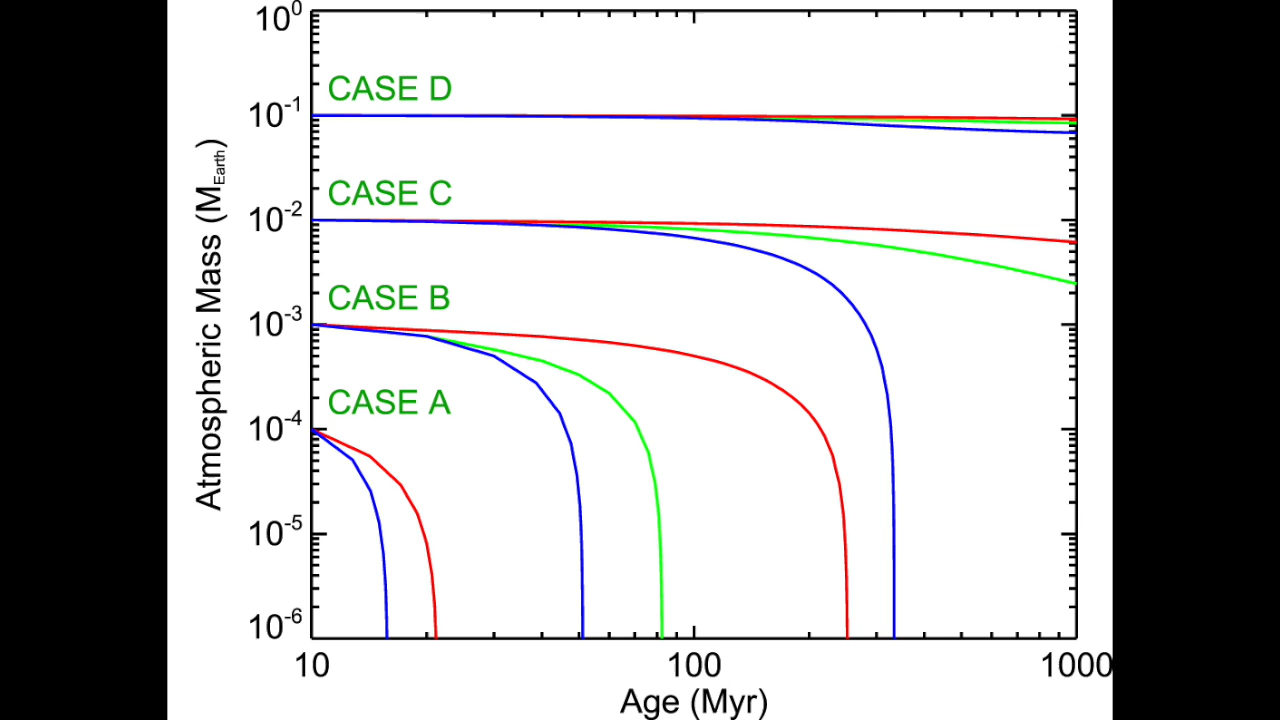 10^0
CASE D
10^-1
CASE C
10^-2
CASE B
10^-3
CASE A
10^-4
10^-5
10^-6
Atmospheric Mass (M_Earth)
10 100 1000
Age (Myr)